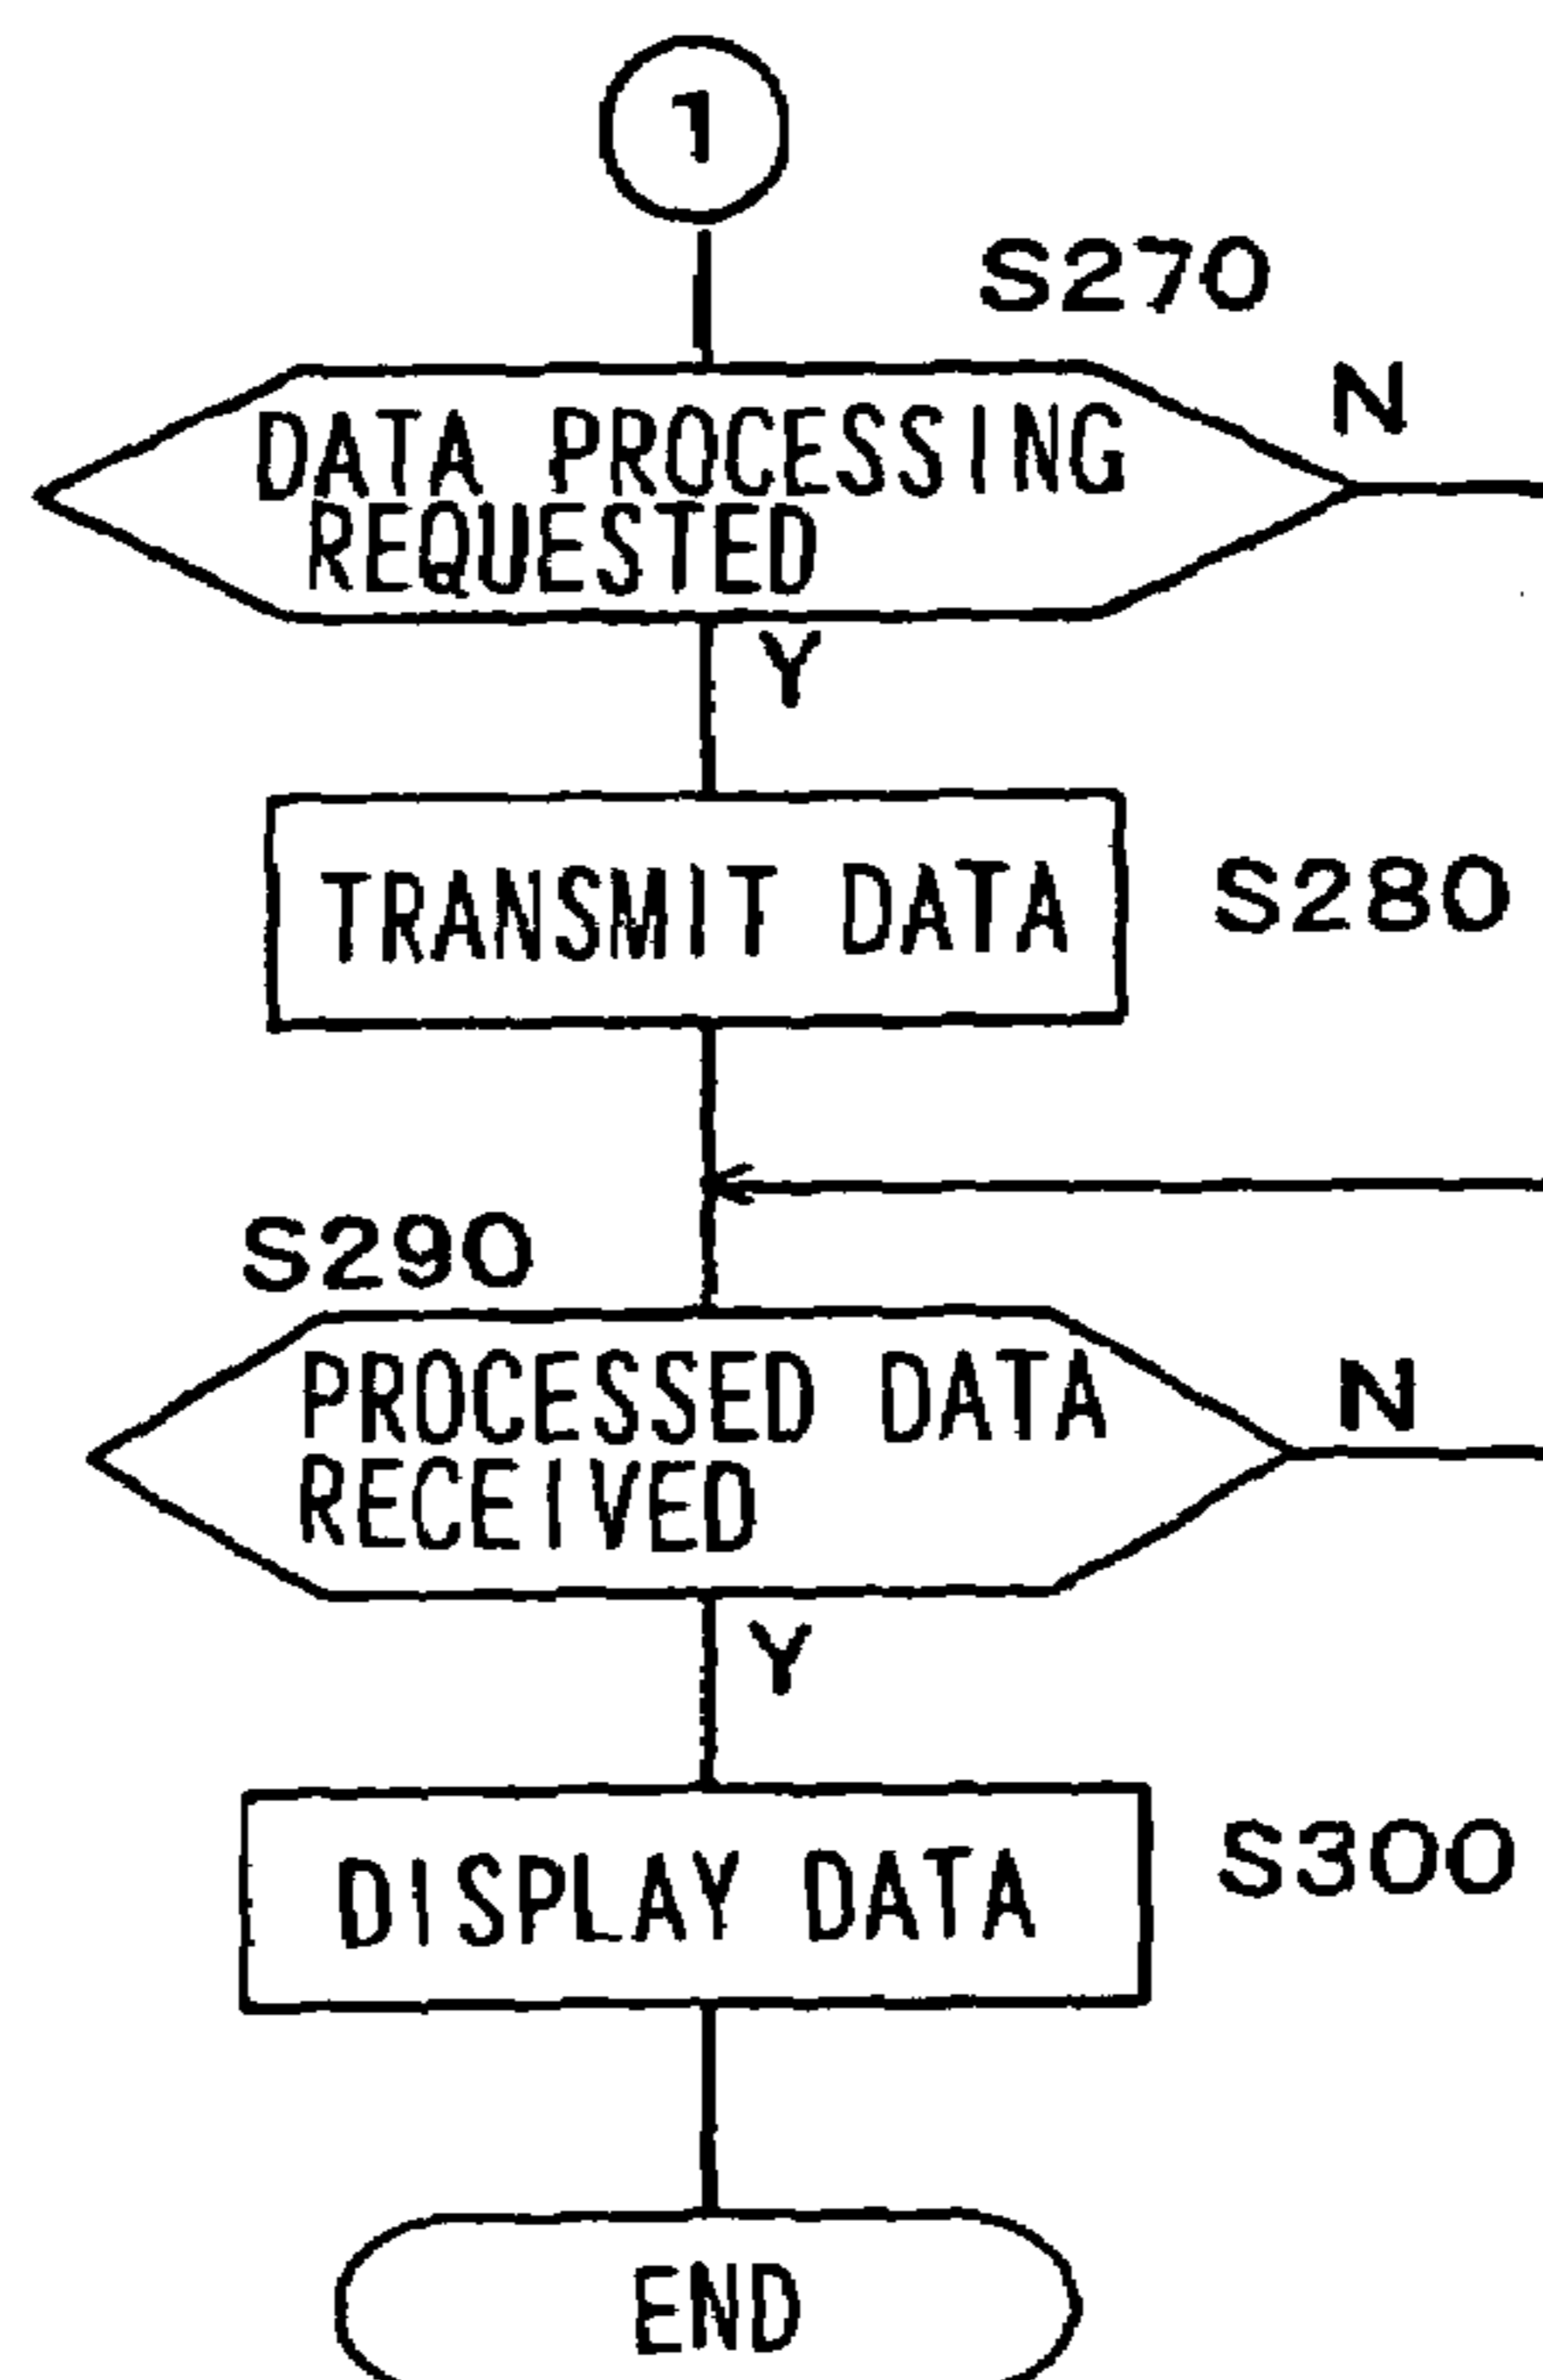 1
S270
N
DATA PROCESSING
REQUESTED
Y
TRANSMIT DATA
S280
S290
PROCESSED DATA
RECEIVED
N
Y
DISPLAY DATA
S300
END